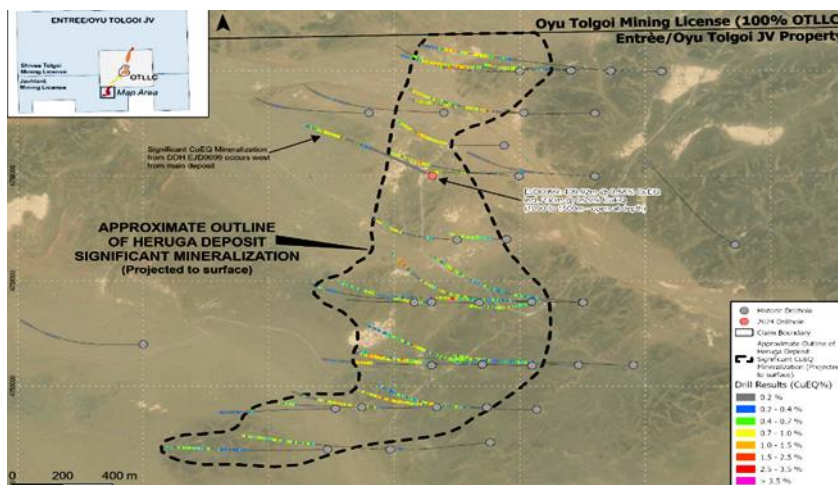 ENTREE/OYU TOLGOI JV
Shivee Tolgoi
Mining License
OTLLC
Javhlant
Mining License
Map Area
Oyu Tolgoi Mining License (100% OTLLC)
Entrèe/Oyu Tolgoi JV Property
Significant CuEQ Mineralization
from DDH EJD0099 occurs west
from main deposit
APPROXIMATE OUTLINE
OF HERUGA DEPOSIT
SIGNIFICANT MINERALIZATION
(Projected to surface)
Historic Drillhole
2024 Drillhole
Claim Boundary
Approximate Outline of
Heruga Deposit
Significant CuEQ
Mineralization (Projected
to surface)
Drill Results (CuEQ%)
0.2 %
0.2 - 0.4 %
0.4 - 0.7 %
0.7 - 1.0 %
1.0 - 1.5 %
1.5 - 2.5 %
2.5 - 3.5 %
> 3.5 %
0 200 400 m